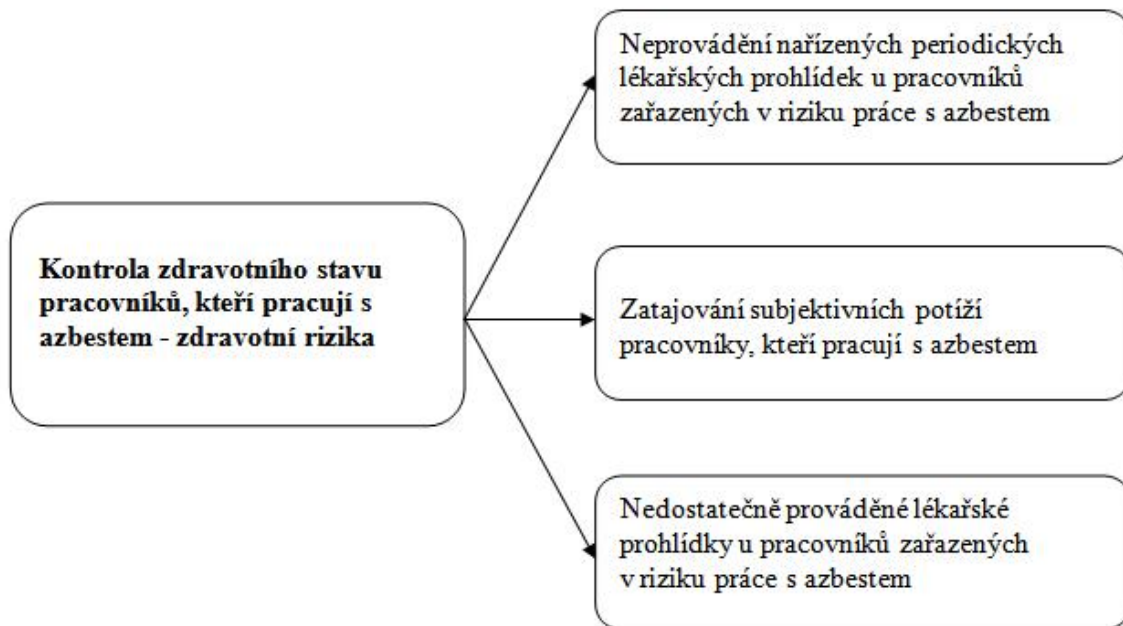 Neprovádění nařízených periodických
lékařských prohlídek u pracovníků
zařazených v riziku práce s azbestem
Kontrola zdravotního stavu
pracovníků, kteří pracují s
azbestem - zdravotní rizika
Zatajování subjektivních potíží
pracovníky, kteří pracují s azbestem
Nedostatečně prováděné lékařské
prohlídky u pracovníků zařazených
v riziku práce s azbestem